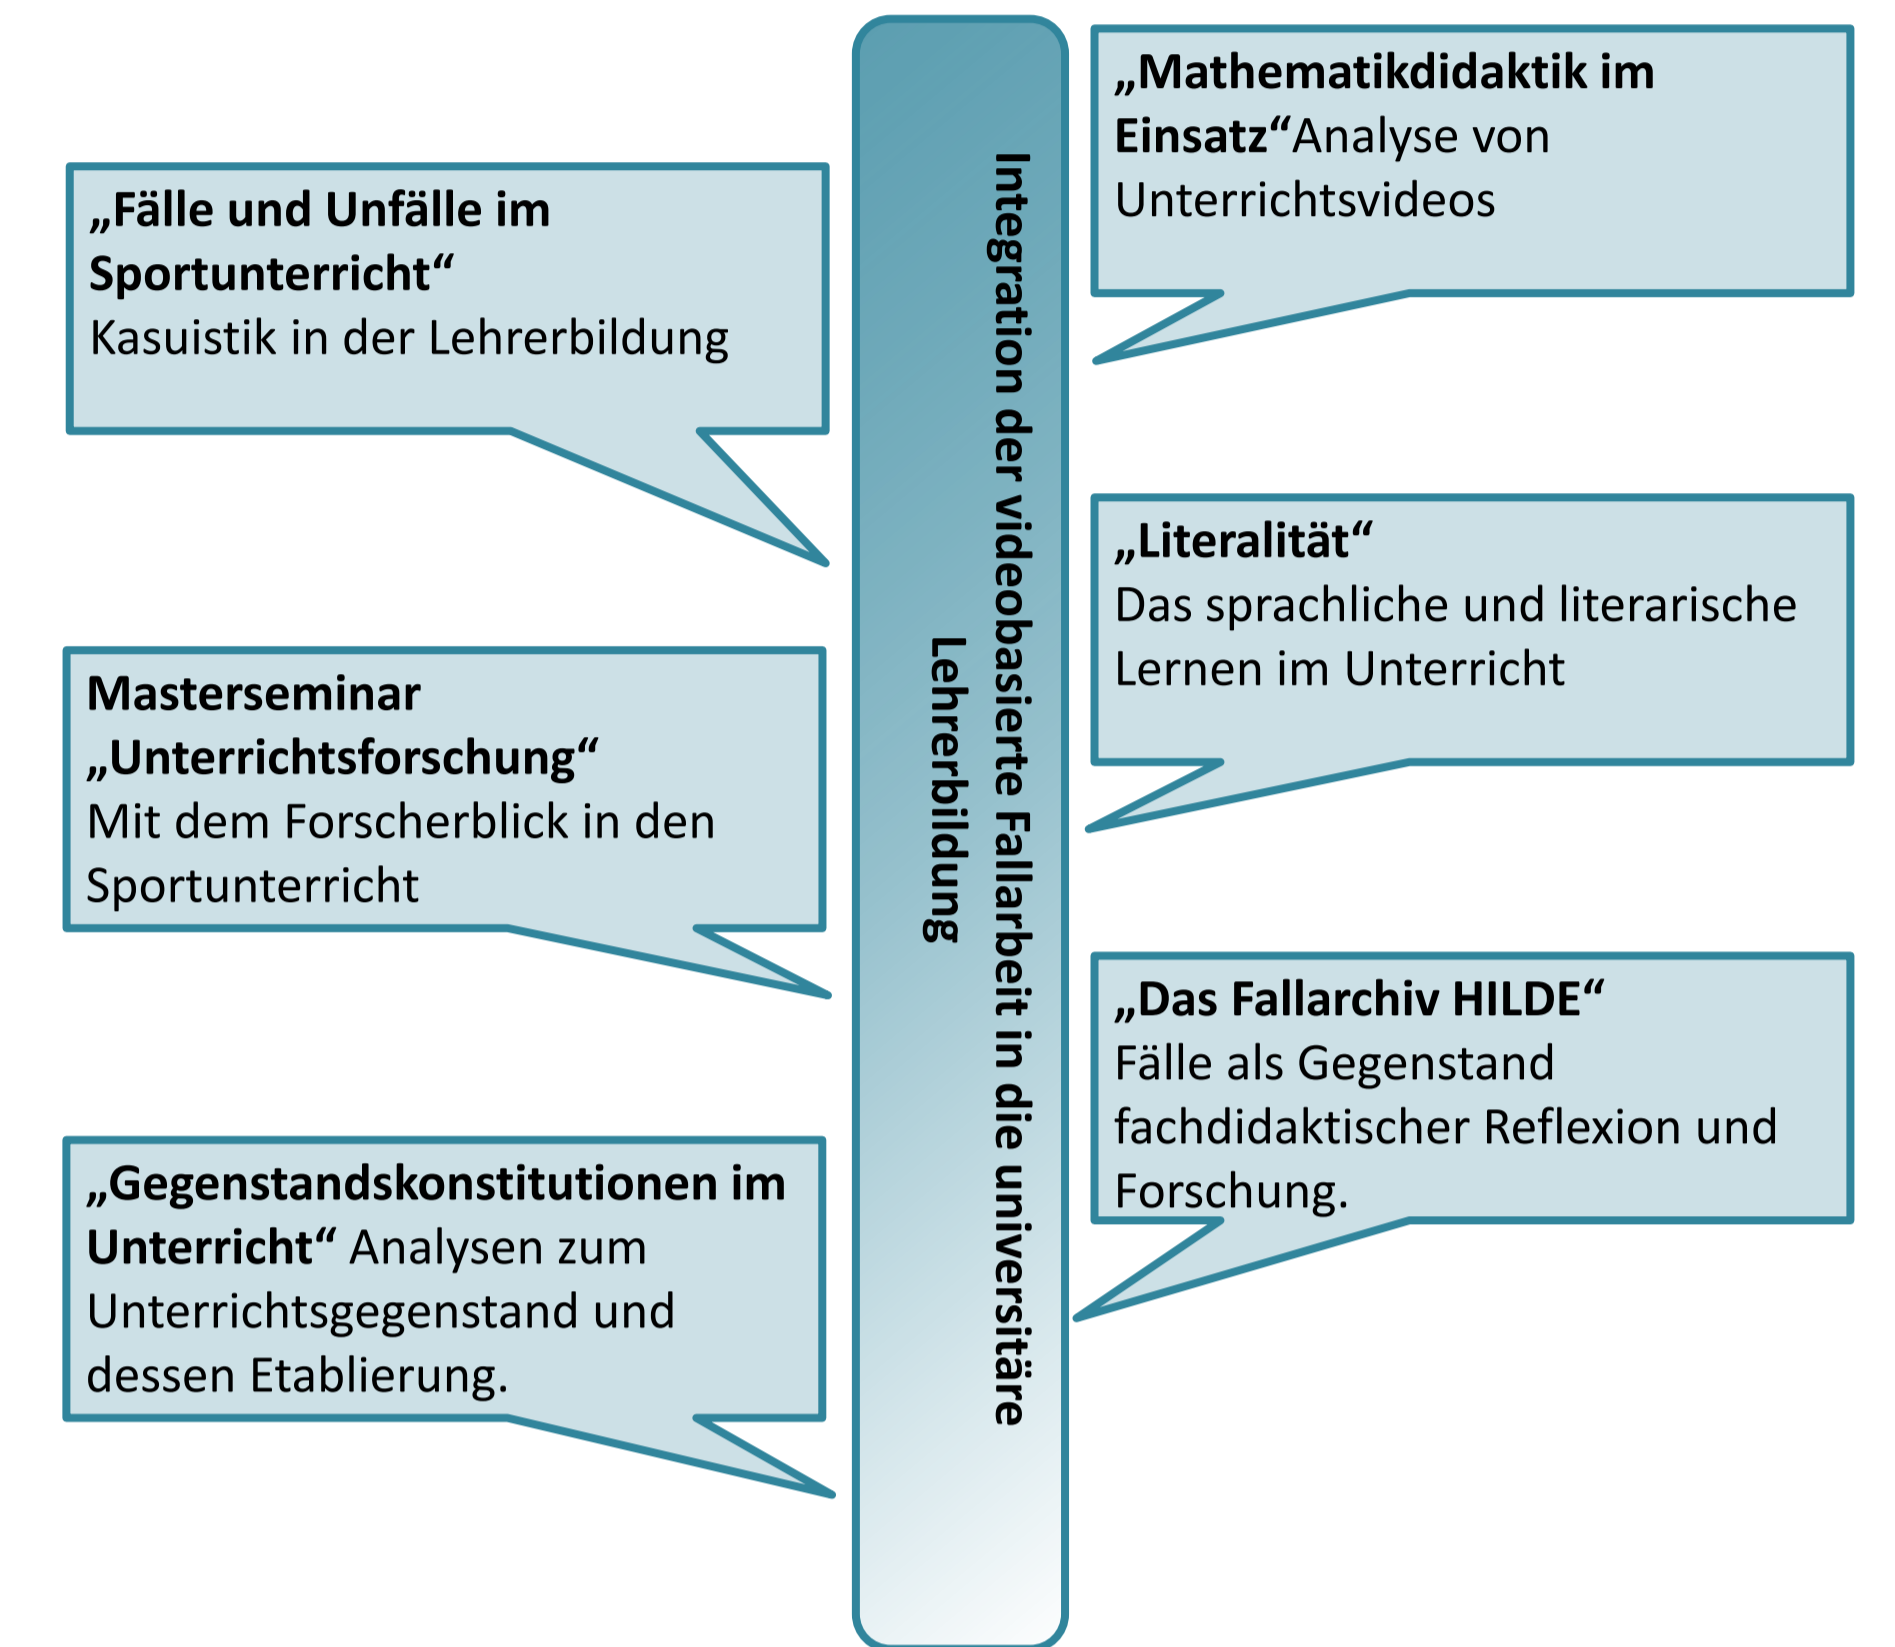 „Fälle und Unfälle im
Sportunterricht“
Kasuistik in der Lehrerbildung
Masterseminar
„Unterrichtsforschung“
Mit dem Forscherblick in den
Sportunterricht
„Gegenstandskonstitutionen im
Unterricht“ Analysen zum
Unterrichtsgegenstand und
dessen Etablierung.
Integration der videobasierte Fallarbeit in die universitäre
Lehrerbildung
„Mathematikdidaktik im
Einsatz“Analyse von
Unterrichtsvideos
„Literalität“
Das sprachliche und literarische
Lernen im Unterricht
„Das Fallarchiv HILDE“
Fälle als Gegenstand
fachdidaktischer Reflexion und
Forschung.